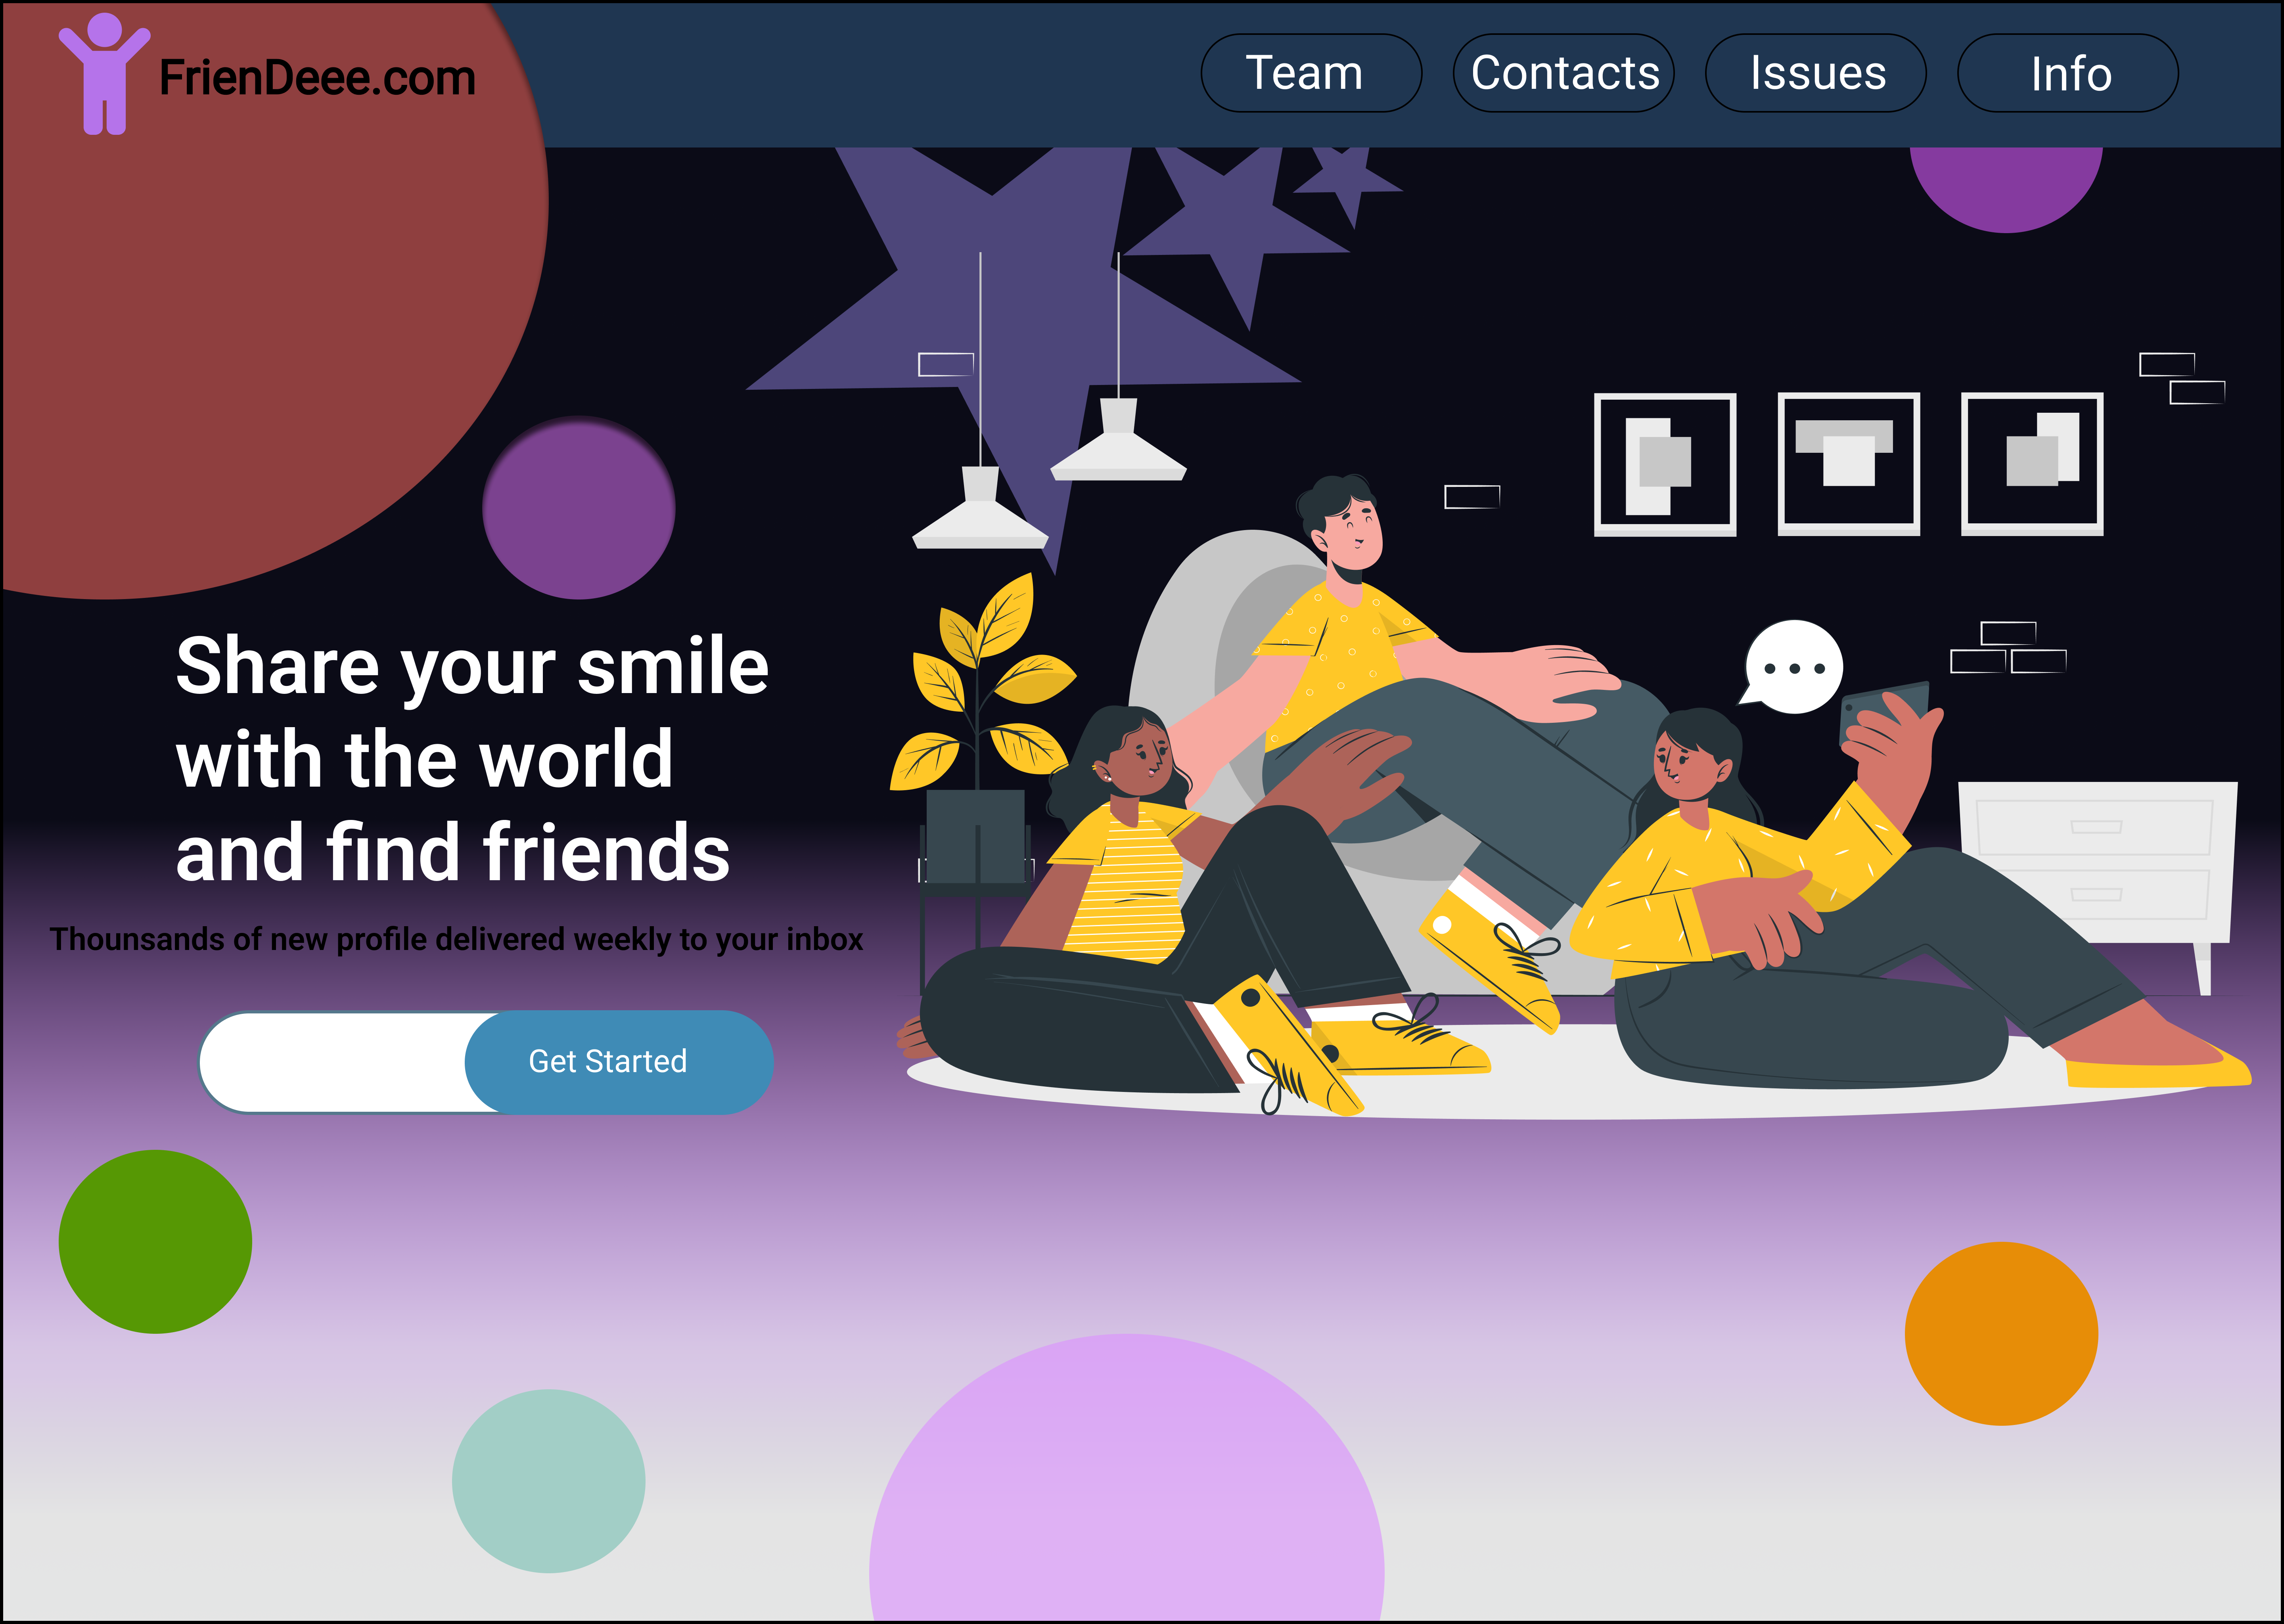 FrienDeee.com
Team
Contacts
Issues
Info
Share your smile
with the world
and find friends
Thounsands of new profile delivered weekly to your inbox
Get Started